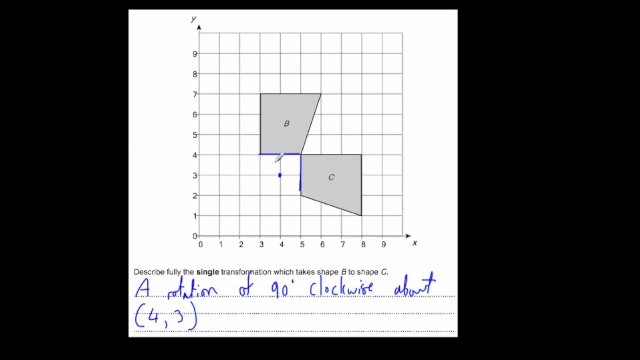 y
9
8
7
6
5
4
3
2
1
0
B
C
0 1 2 3 4 5 6 7 8 9 x
Describe fully the single transformation which takes shape B to shape C.
A rotation of 90° clockwise about
(4, 3)